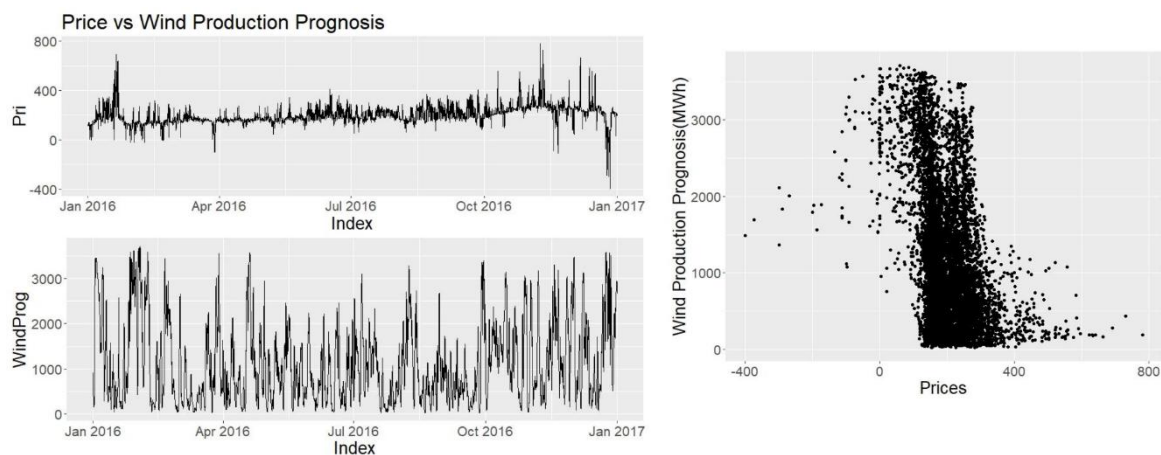 Price vs Wind Production Prognosis
800
400
0
-400
Pri
Jan 2016 Apr 2016 Jul 2016 Oct 2016 Jan 2017
Index
3000
2000
1000
0
WindProg
Jan 2016 Apr 2016 Jul 2016 Oct 2016 Jan 2017
Index
Wind Production Prognosis(MWh)
3000
2000
1000
0
-400 0 400 800
Prices